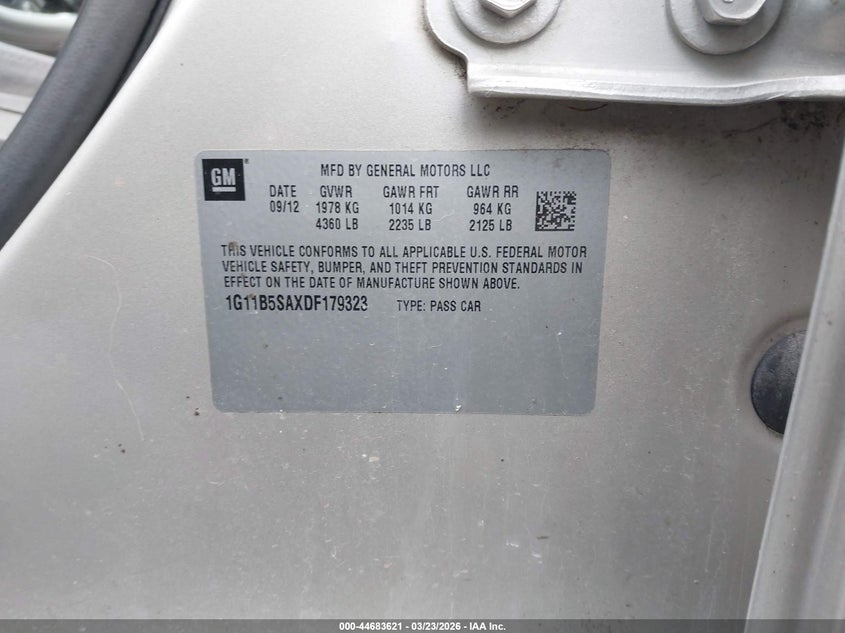 GM
MFD BY GENERAL MOTORS LLC
DATE GVWR GAWR FRT GAWR RR
09/12 1978 KG 1014 KG 964 KG
4360 LB 2235 LB 2125 LB
THIS VEHICLE CONFORMS TO ALL APPLICABLE U.S. FEDERAL MOTOR
VEHICLE SAFETY, BUMPER, AND THEFT PREVENTION STANDARDS IN
EFFECT ON THE DATE OF MANUFACTURE SHOWN ABOVE.
1G11B5SAXDF179323 TYPE: PASS CAR
000-44683621 - 03/23/2026 - IAA Inc.